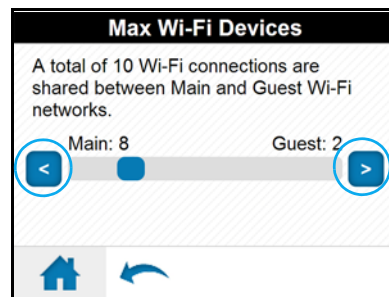 Max Wi-Fi Devices
A total of 10 Wi-Fi connections are
shared between Main and Guest Wi-Fi
networks.
Main: 8 Guest: 2
< >